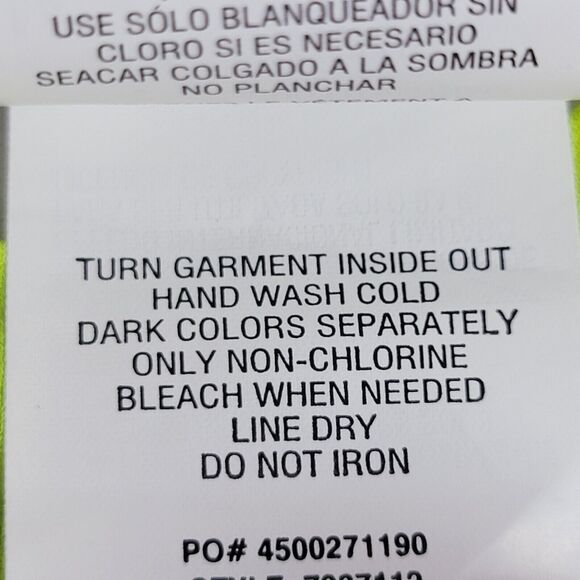 USE SÓLO BLANQUEADOR SIN
CLORO SI ES NECESARIO
SEACAR COLGADO A LA SOMBRA
NO PLANCHAR
TURN GARMENT INSIDE OUT
HAND WASH COLD
DARK COLORS SEPARATELY
ONLY NON-CHLORINE
BLEACH WHEN NEEDED
LINE DRY
DO NOT IRON
PO# 4500271190